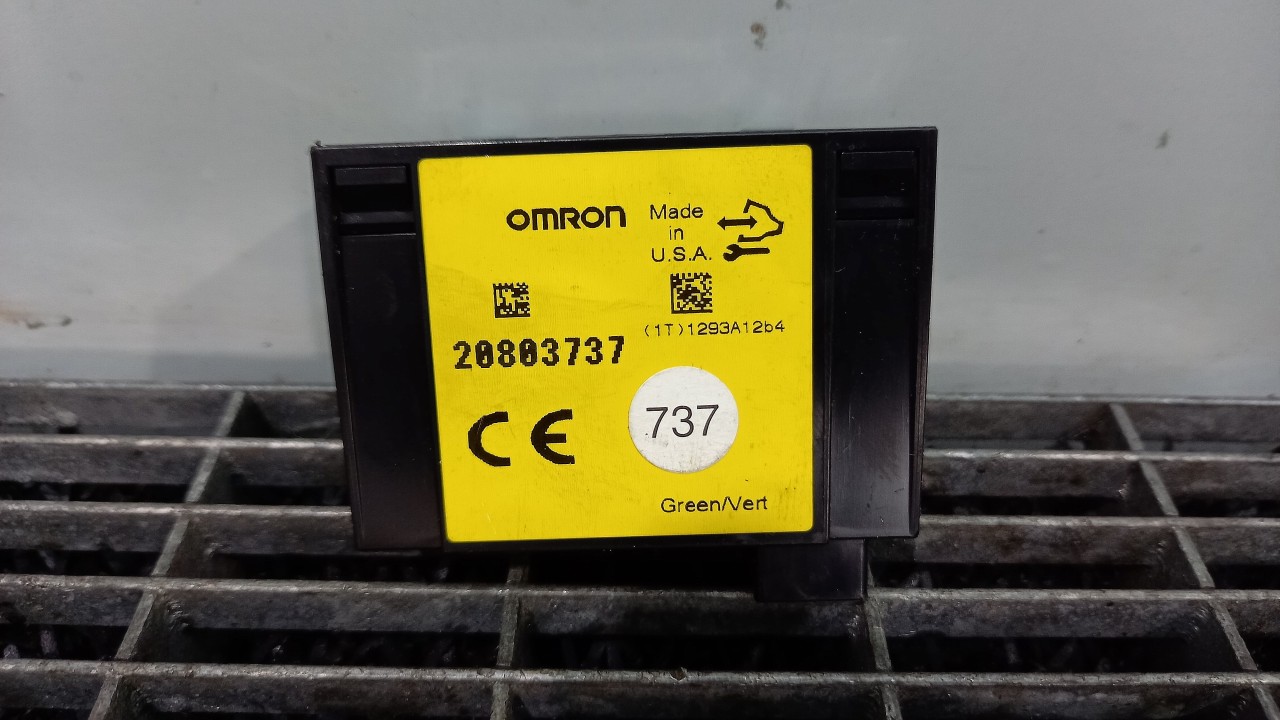 OMRON
Made
in
U.S.A.
(1T)1293A12b4
20803737
CE
737
Green/Vert